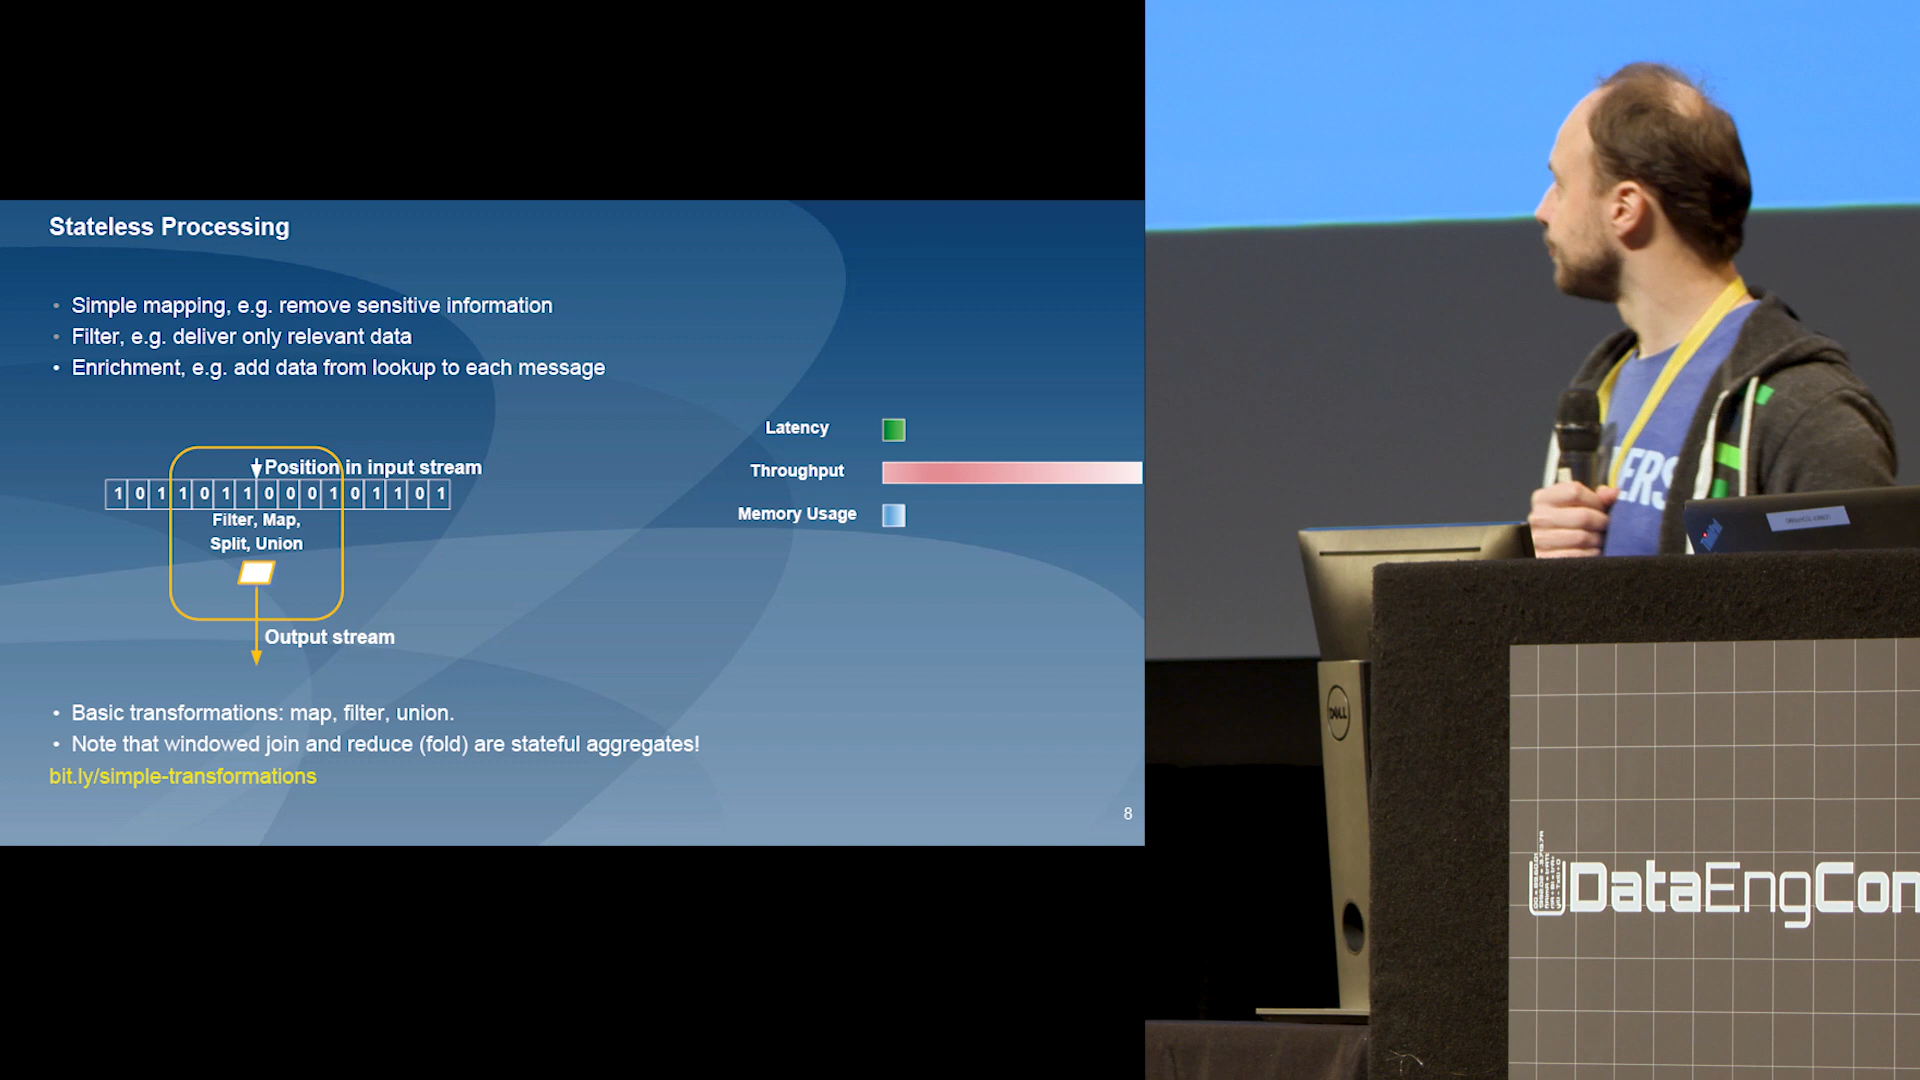 Stateless Processing
• Simple mapping, e.g. remove sensitive information
• Filter, e.g. deliver only relevant data
• Enrichment, e.g. add data from lookup to each message
Position in input stream
1 0 1 1 0 1 1 0 0 0 1 0 1 1 0 1
Filter, Map,
Split, Union
Output stream
Latency
Throughput
Memory Usage
• Basic transformations: map, filter, union.
• Note that windowed join and reduce (fold) are stateful aggregates!
bit.ly/simple-transformations
8
ERS
ThinkPad
DELL
DataEngCon